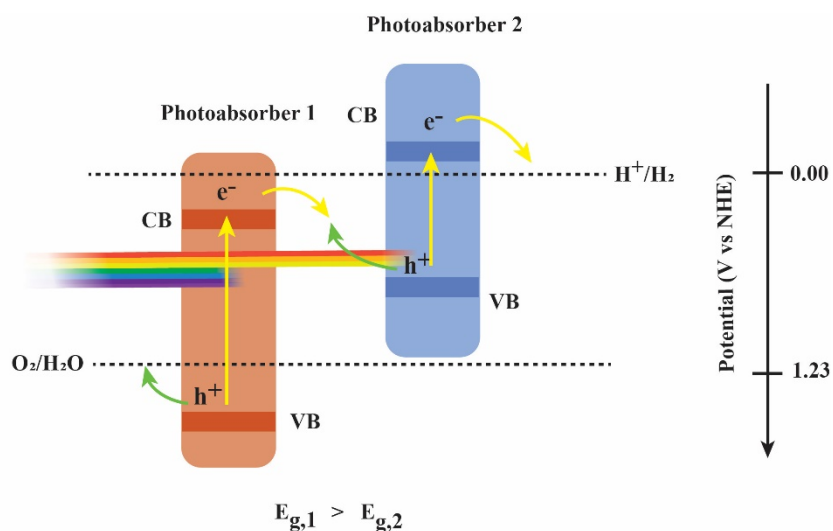 Photoabsorber 2
Photoabsorber 1
CB
e⁻
H⁺/H₂
0.00
e⁻
CB
h⁺
VB
Potential (V vs NHE)
O₂/H₂O
1.23
h⁺
VB
E_g,1 > E_g,2